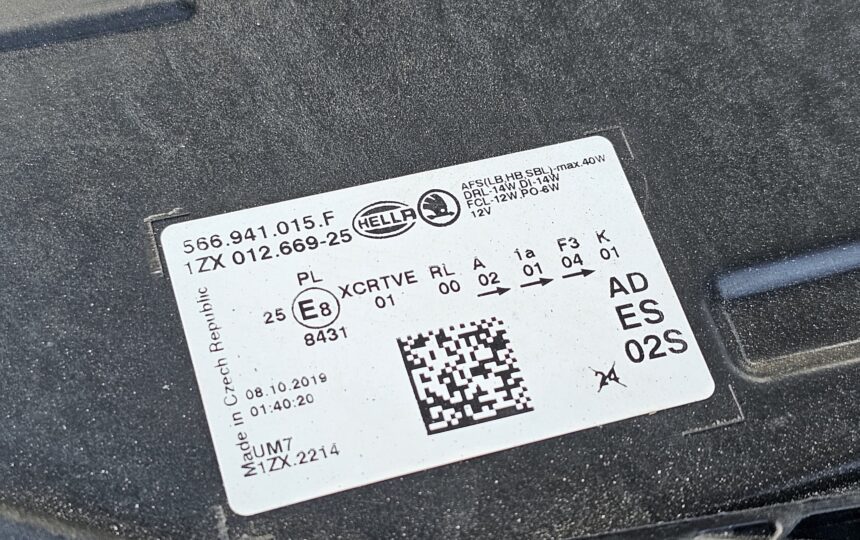 566.941.015.F
1ZX 012.669-25
HELLA
AFS(LB,HB,SBL)-max.40W
DRL-14W,DI-14W
FCL-12W,PO-6W
12V
PL
25 E8
8431
XCRTVE RL A 1a F3 K
01 00 02 01 04 01
AD
ES
02S
24
Made in Czech Republic
08.10.2019
01:40:20
UM7
1ZX.2214